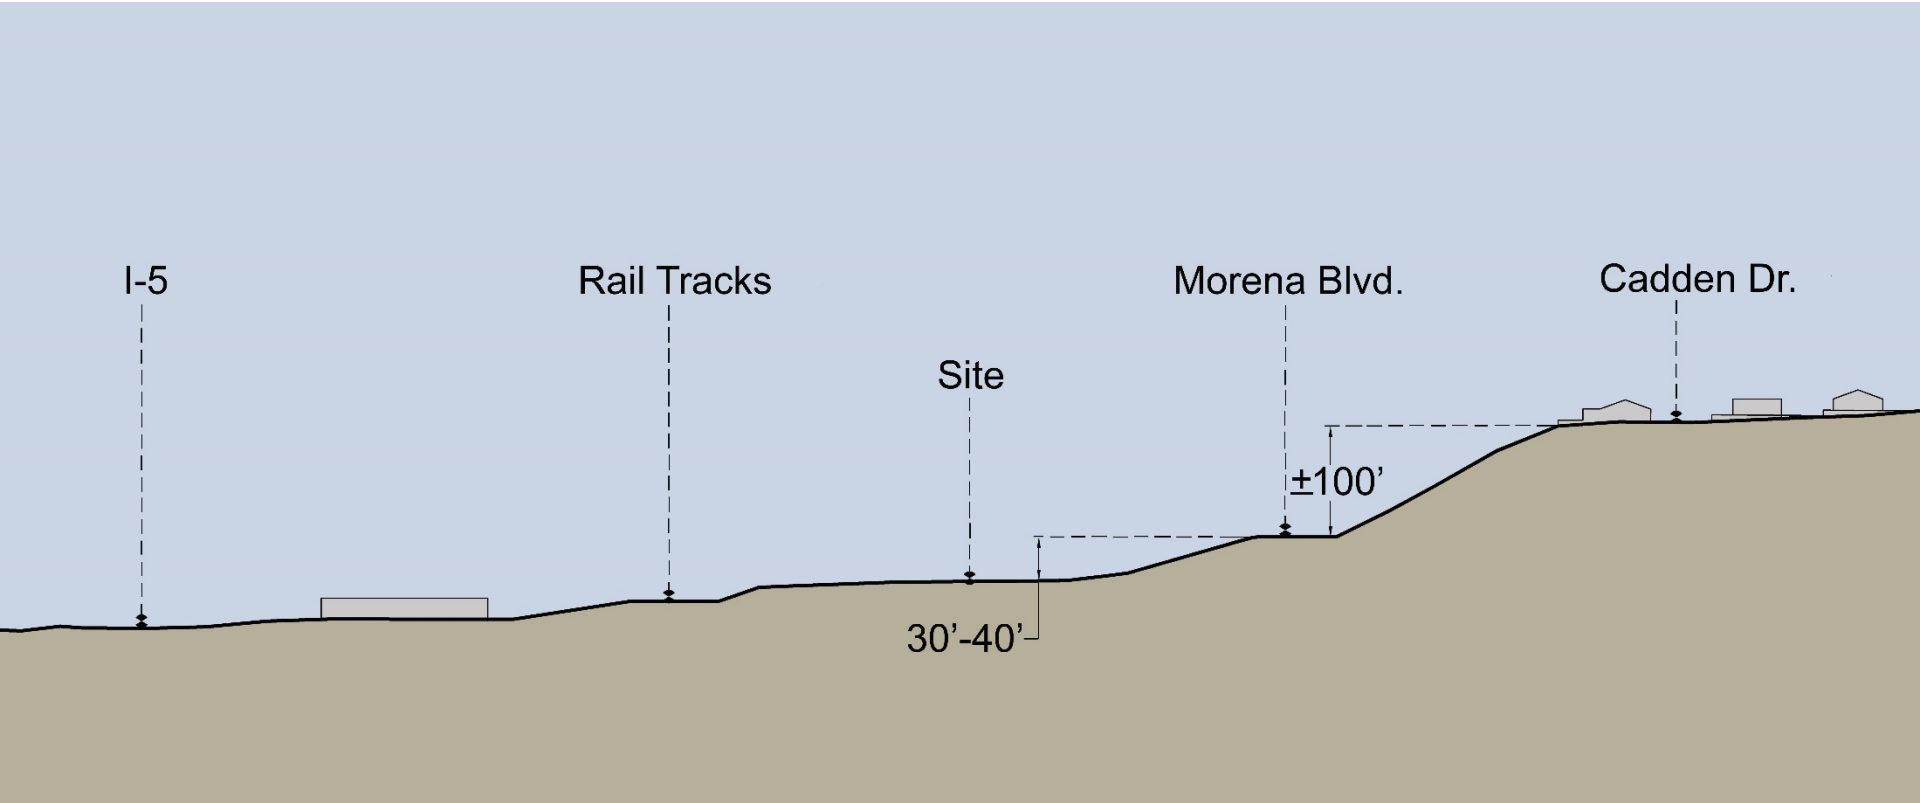 I-5
Rail Tracks
Site
Morena Blvd.
Cadden Dr.
±100’
30’-40’